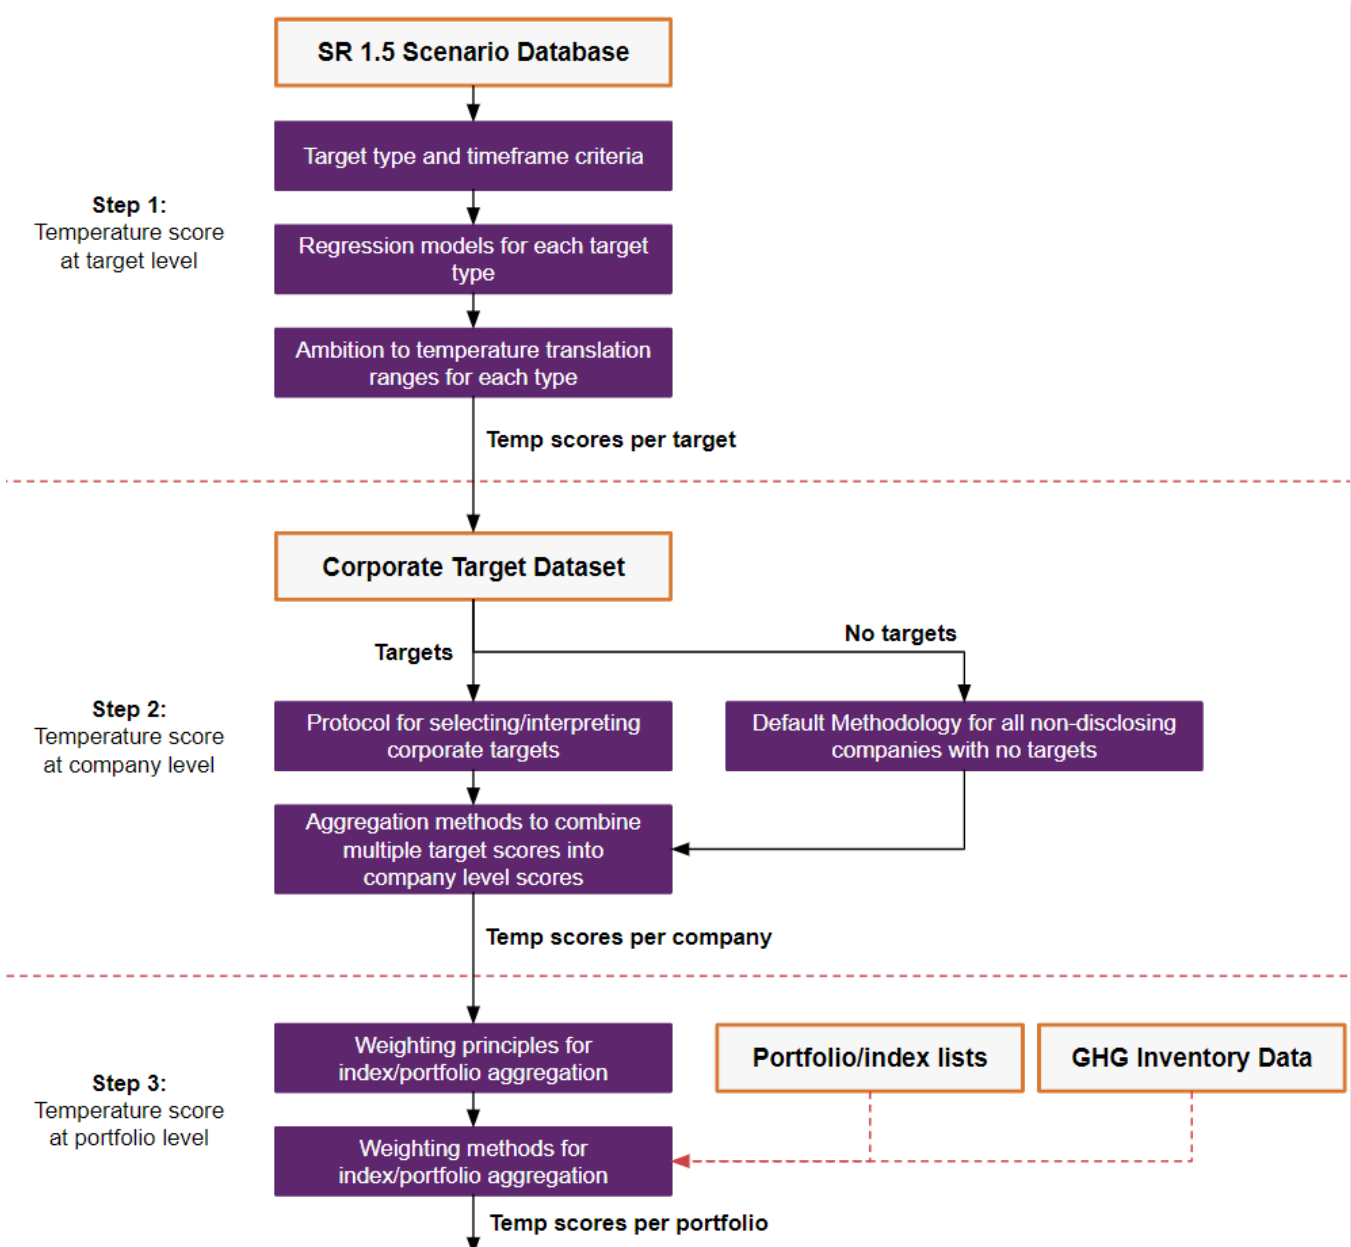 SR 1.5 Scenario Database
Target type and timeframe criteria
Step 1:
Temperature score
at target level
Regression models for each target
type
Ambition to temperature translation
ranges for each type
Temp scores per target
Corporate Target Dataset
No targets
Targets
Step 2:
Temperature score
at company level
Protocol for selecting/interpreting
corporate targets
Default Methodology for all non-disclosing
companies with no targets
Aggregation methods to combine
multiple target scores into
company level scores
Temp scores per company
Step 3:
Temperature score
at portfolio level
Weighting principles for
index/portfolio aggregation
Portfolio/index lists
GHG Inventory Data
Weighting methods for
index/portfolio aggregation
Temp scores per portfolio